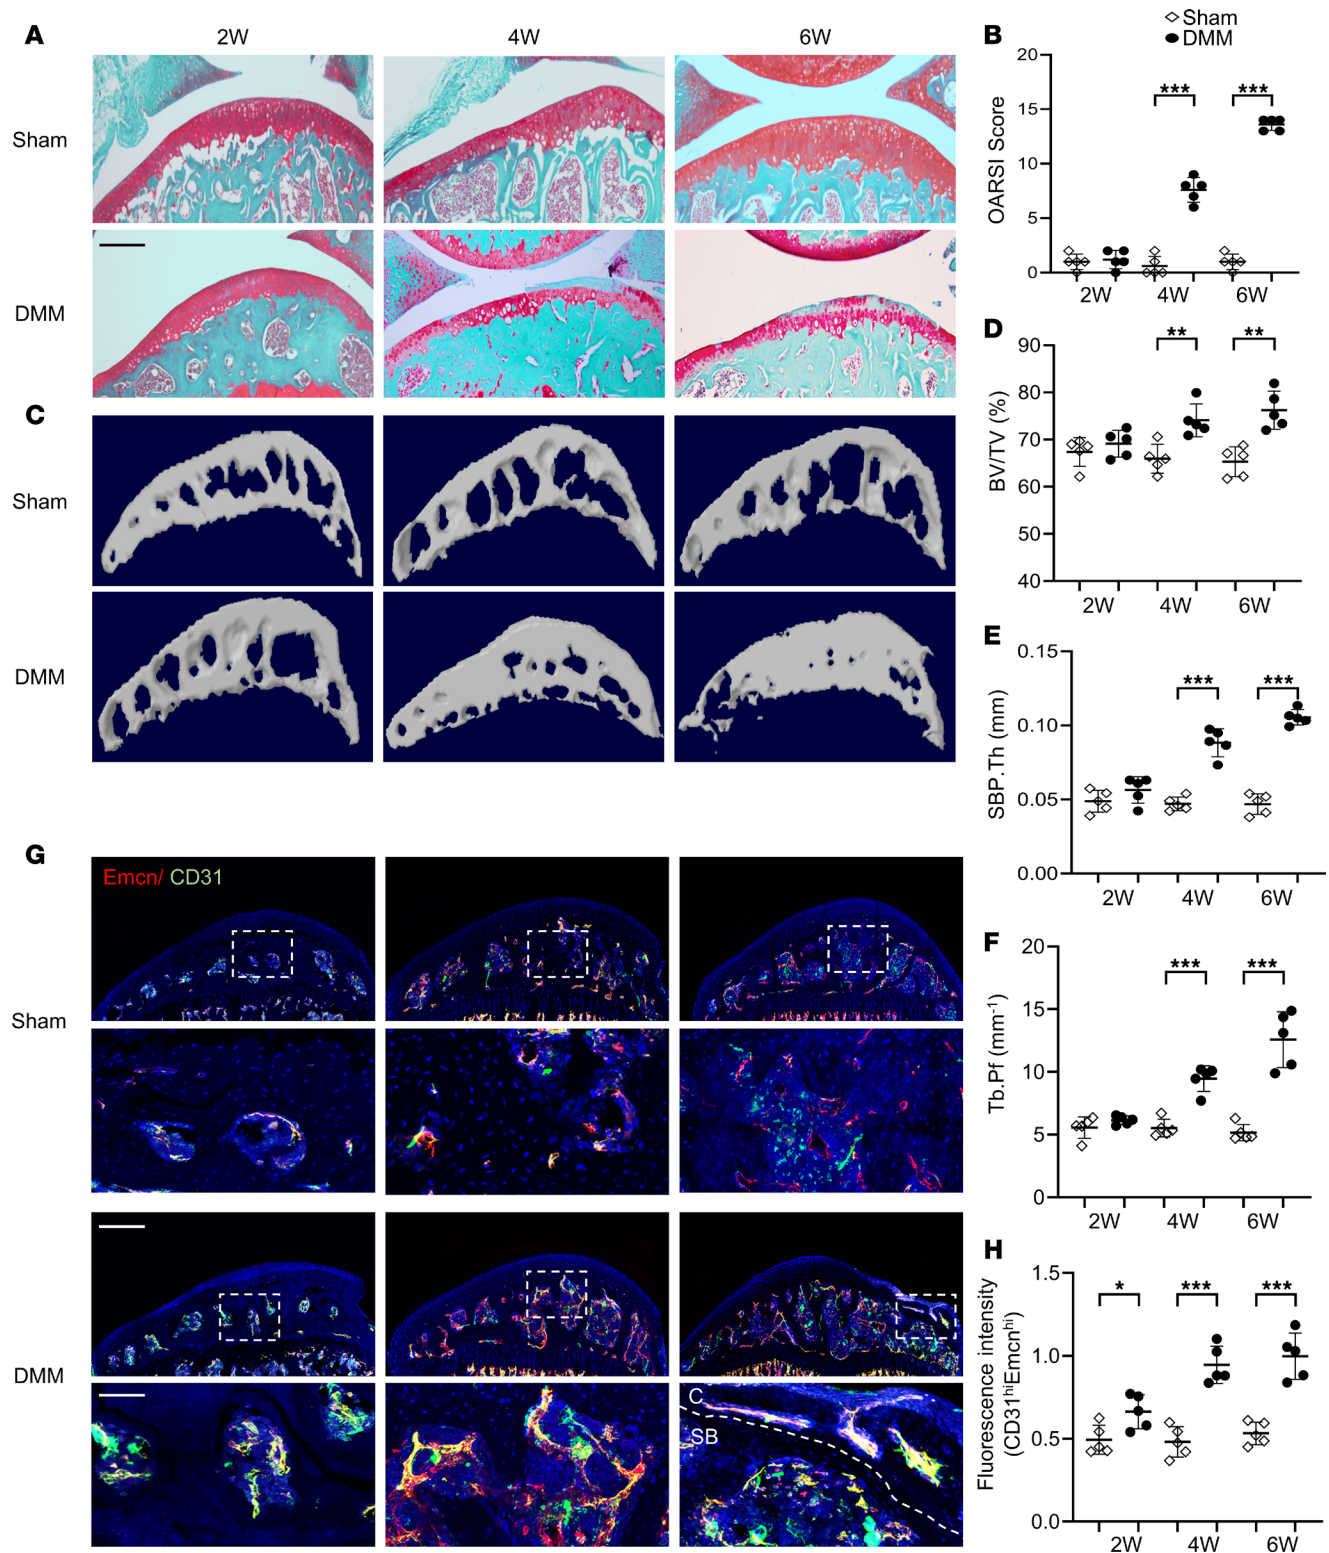 A
2W
4W
6W
Sham
DMM
C
Sham
DMM
G
Emcn/ CD31
Sham
DMM
C
SB
Sham
DMM
B
20
15
10
5
0
OARSI Score
***
***
2W
4W
6W
D
90
80
70
60
50
40
BV/TV (%)
**
**
2W
4W
6W
E
0.15
0.10
0.05
0.00
SBP.Th (mm)
***
***
2W
4W
6W
F
20
15
10
5
0
Tb.Pf (mm⁻¹)
***
***
2W
4W
6W
H
1.5
1.0
0.5
0.0
Fluorescence intensity
(CD31ʰⁱEmcnʰⁱ)
*
***
***
2W
4W
6W